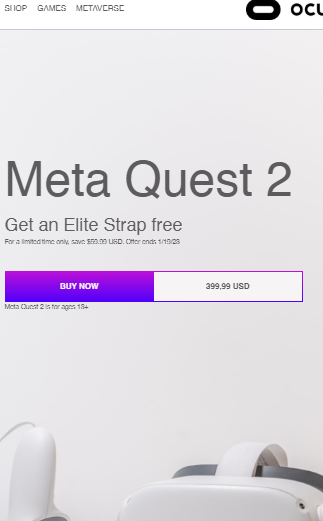 SHOP GAMES METAVERSE
ocu
Meta Quest 2
Get an Elite Strap free
For a limited time only, save $59.99 USD. Offer ends 1/19/23
BUY NOW 399,99 USD
Meta Quest 2 is for ages 13+